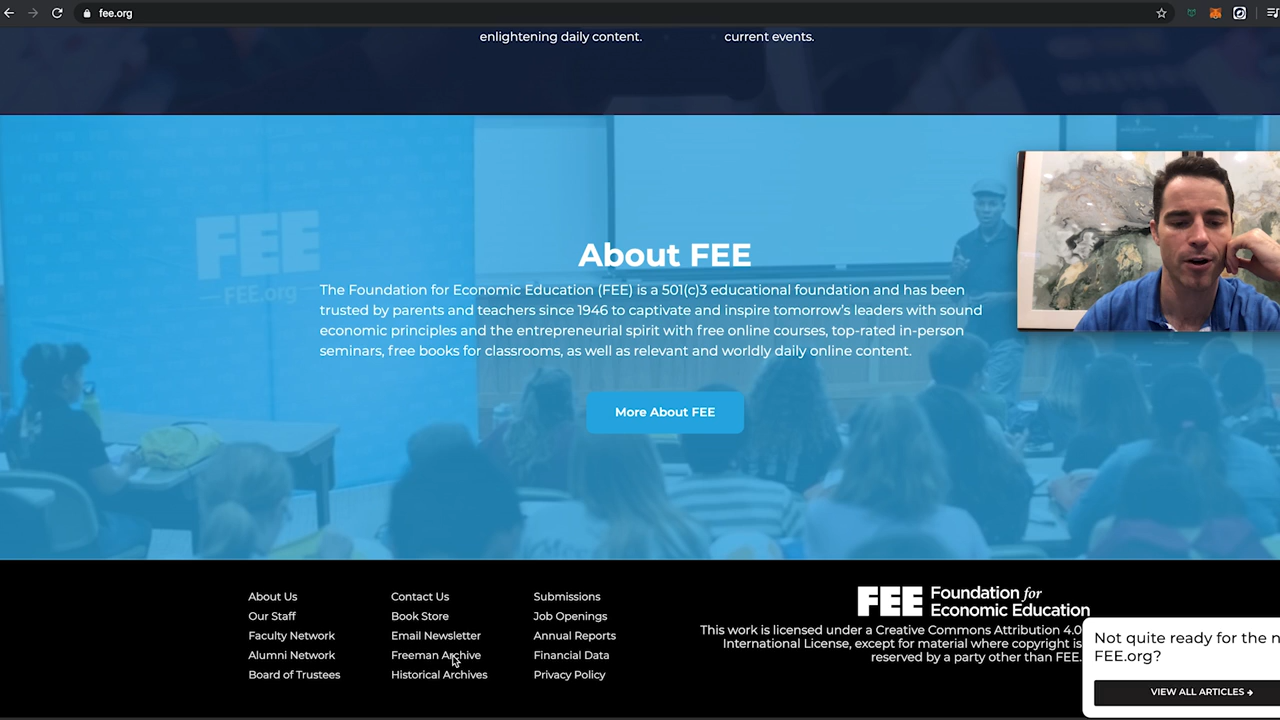 fee.org
enlightening daily content.
current events.
FEE
FEE.org
About FEE
The Foundation for Economic Education (FEE) is a 501(c)3 educational foundation and has been
trusted by parents and teachers since 1946 to captivate and inspire tomorrow's leaders with sound
economic principles and the entrepreneurial spirit with free online courses, top-rated in-person
seminars, free books for classrooms, as well as relevant and worldly daily online content.
More About FEE
About Us
Our Staff
Faculty Network
Alumni Network
Board of Trustees
Contact Us
Book Store
Email Newsletter
Freeman Archive
Historical Archives
Submissions
Job Openings
Annual Reports
Financial Data
Privacy Policy
FEE Foundation for
Economic Education
This work is licensed under a Creative Commons Attribution 4.0
International License, except for material where copyright is
reserved by a party other than FEE.
Not quite ready for the n
FEE.org?
VIEW ALL ARTICLES →